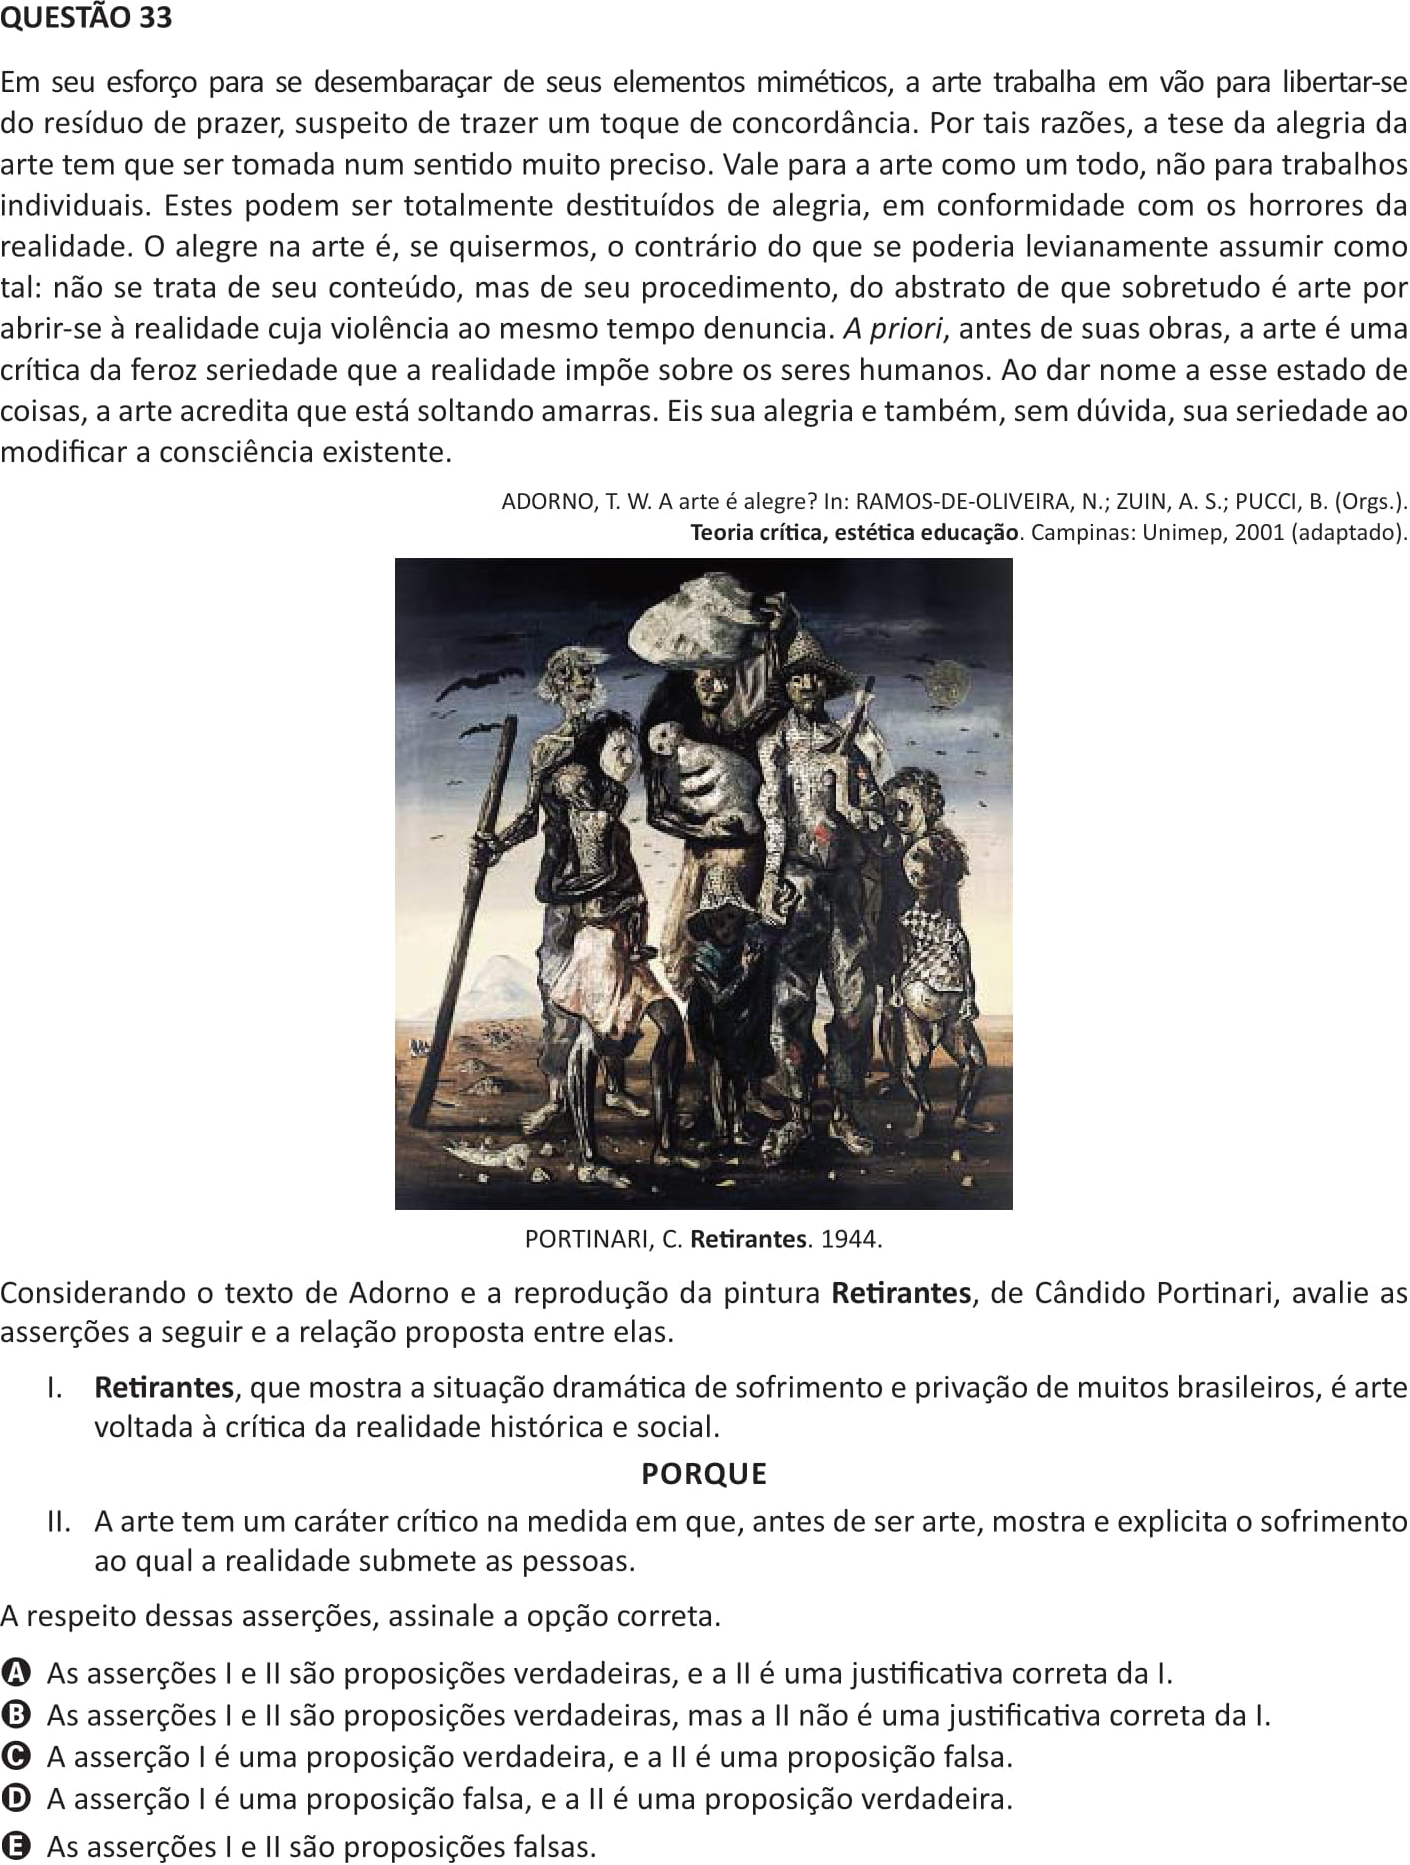 QUESTÃO 33
Em seu esforço para se desembaraçar de seus elementos miméticos, a arte trabalha em vão para libertar-se
do resíduo de prazer, suspeito de trazer um toque de concordância. Por tais razões, a tese da alegria da
arte tem que ser tomada num sentido muito preciso. Vale para a arte como um todo, não para trabalhos
individuais. Estes podem ser totalmente destituídos de alegria, em conformidade com os horrores da
realidade. O alegre na arte é, se quisermos, o contrário do que se poderia levianamente assumir como
tal: não se trata de seu conteúdo, mas de seu procedimento, do abstrato de que sobretudo é arte por
abrir-se à realidade cuja violência ao mesmo tempo denuncia. A priori, antes de suas obras, a arte é uma
crítica da feroz seriedade que a realidade impõe sobre os seres humanos. Ao dar nome a esse estado de
coisas, a arte acredita que está soltando amarras. Eis sua alegria e também, sem dúvida, sua seriedade ao
modificar a consciência existente.
ADORNO, T. W. A arte é alegre? In: RAMOS-DE-OLIVEIRA, N.; ZUIN, A. S.; PUCCI, B. (Orgs.).
Teoria crítica, estética educação. Campinas: Unimep, 2001 (adaptado).
PORTINARI, C. Retirantes. 1944.
Considerando o texto de Adorno e a reprodução da pintura Retirantes, de Cândido Portinari, avalie as
asserções a seguir e a relação proposta entre elas.
I. Retirantes, que mostra a situação dramática de sofrimento e privação de muitos brasileiros, é arte
voltada à crítica da realidade histórica e social.
PORQUE
II. A arte tem um caráter crítico na medida em que, antes de ser arte, mostra e explicita o sofrimento
ao qual a realidade submete as pessoas.
A respeito dessas asserções, assinale a opção correta.
A As asserções I e II são proposições verdadeiras, e a II é uma justificativa correta da I.
B As asserções I e II são proposições verdadeiras, mas a II não é uma justificativa correta da I.
C A asserção I é uma proposição verdadeira, e a II é uma proposição falsa.
D A asserção I é uma proposição falsa, e a II é uma proposição verdadeira.
E As asserções I e II são proposições falsas.